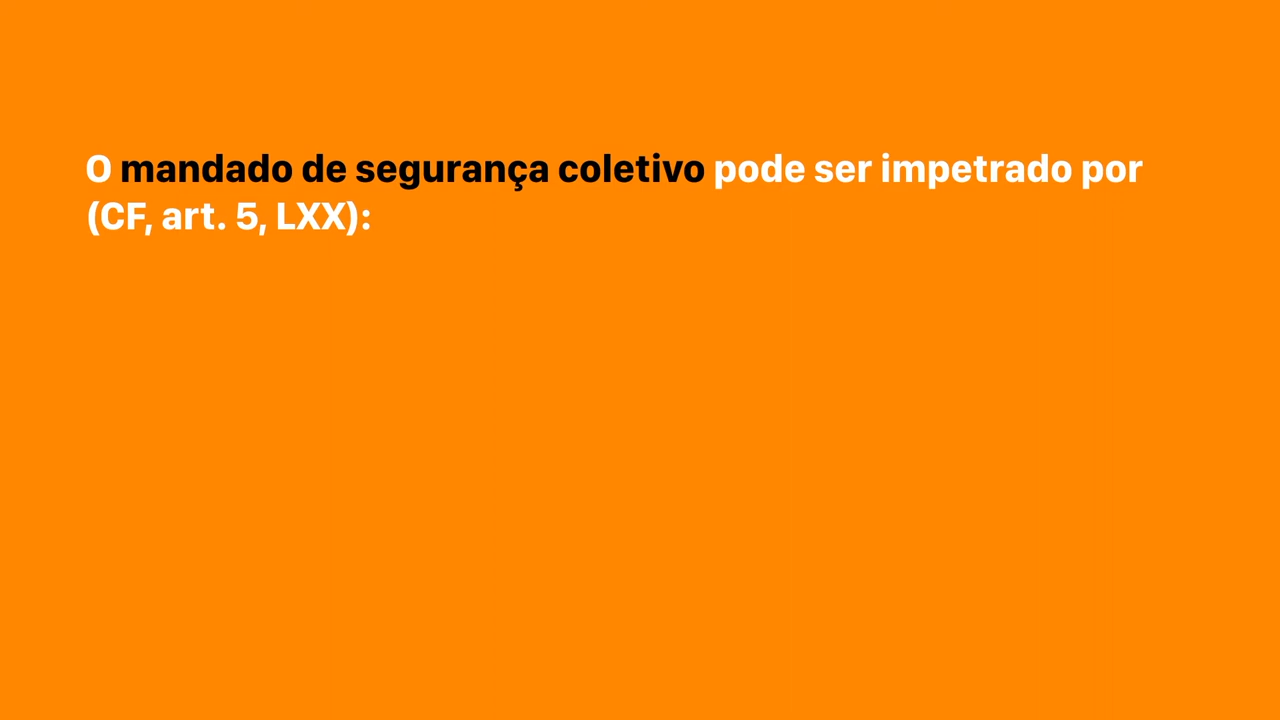 O mandado de segurança coletivo pode ser impetrado por
(CF, art. 5, LXX):